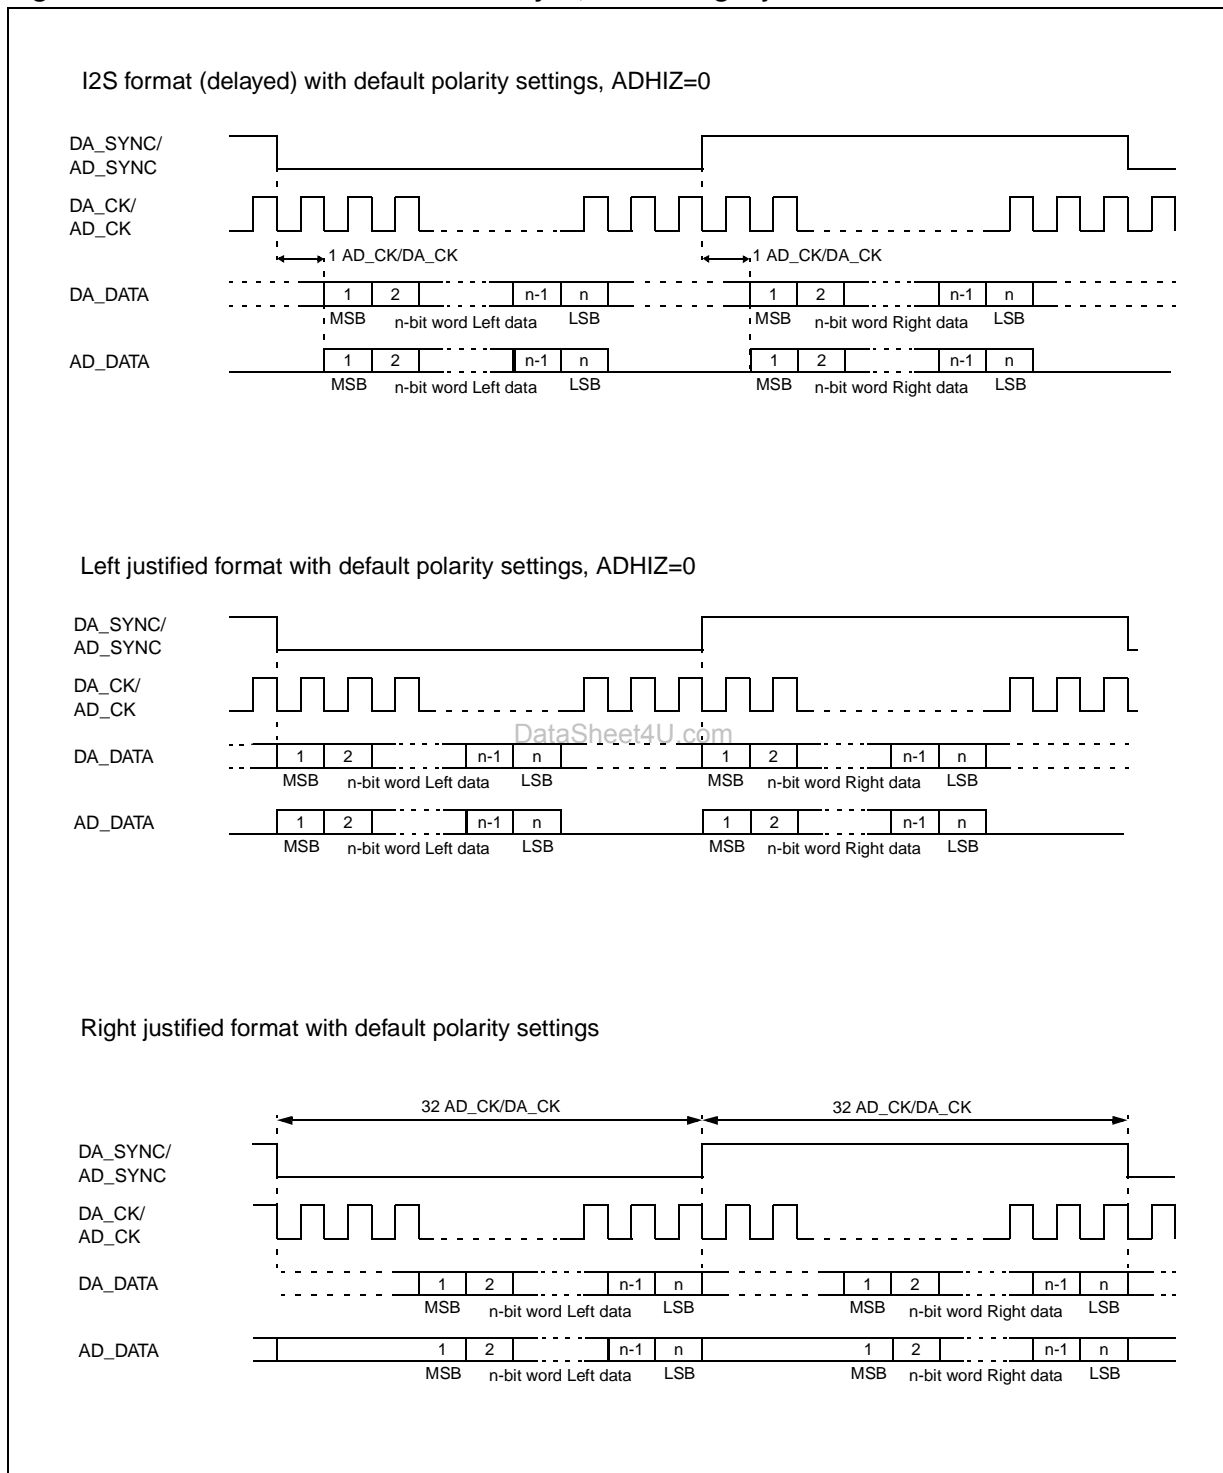 I2S format (delayed) with default polarity settings, ADHIZ=0
DA_SYNC/
AD_SYNC
DA_CK/
AD_CK
1 AD_CK/DA_CK 1 AD_CK/DA_CK
DA_DATA 1 2 n-1 n 1 2 n-1 n
MSB n-bit word Left data LSB MSB n-bit word Right data LSB
AD_DATA 1 2 n-1 n 1 2 n-1 n
MSB n-bit word Left data LSB MSB n-bit word Right data LSB
Left justified format with default polarity settings, ADHIZ=0
DA_SYNC/
AD_SYNC
DA_CK/
AD_CK
DataSheet4U.com
DA_DATA 1 2 n-1 n 1 2 n-1 n
MSB n-bit word Left data LSB MSB n-bit word Right data LSB
AD_DATA 1 2 n-1 n 1 2 n-1 n
MSB n-bit word Left data LSB MSB n-bit word Right data LSB
Right justified format with default polarity settings
32 AD_CK/DA_CK 32 AD_CK/DA_CK
DA_SYNC/
AD_SYNC
DA_CK/
AD_CK
DA_DATA 1 2 n-1 n 1 2 n-1 n
MSB n-bit word Left data LSB MSB n-bit word Right data LSB
AD_DATA 1 2 n-1 n 1 2 n-1 n
MSB n-bit word Left data LSB MSB n-bit word Right data LSB